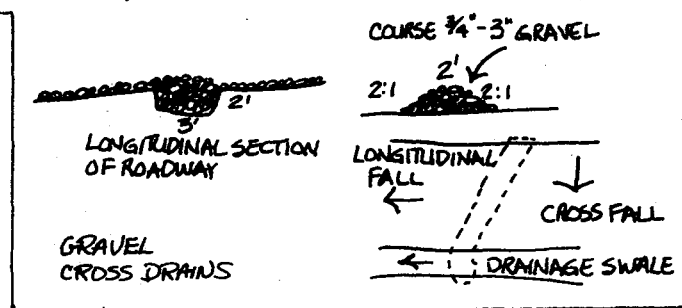 COURSE 3/4"-3" GRAVEL
2'
2:1
2:1
2'
3'
LONGITUDINAL SECTION
OF ROADWAY
LONGITUDINAL
FALL
CROSS FALL
GRAVEL
CROSS DRAINS
DRAINAGE SWALE